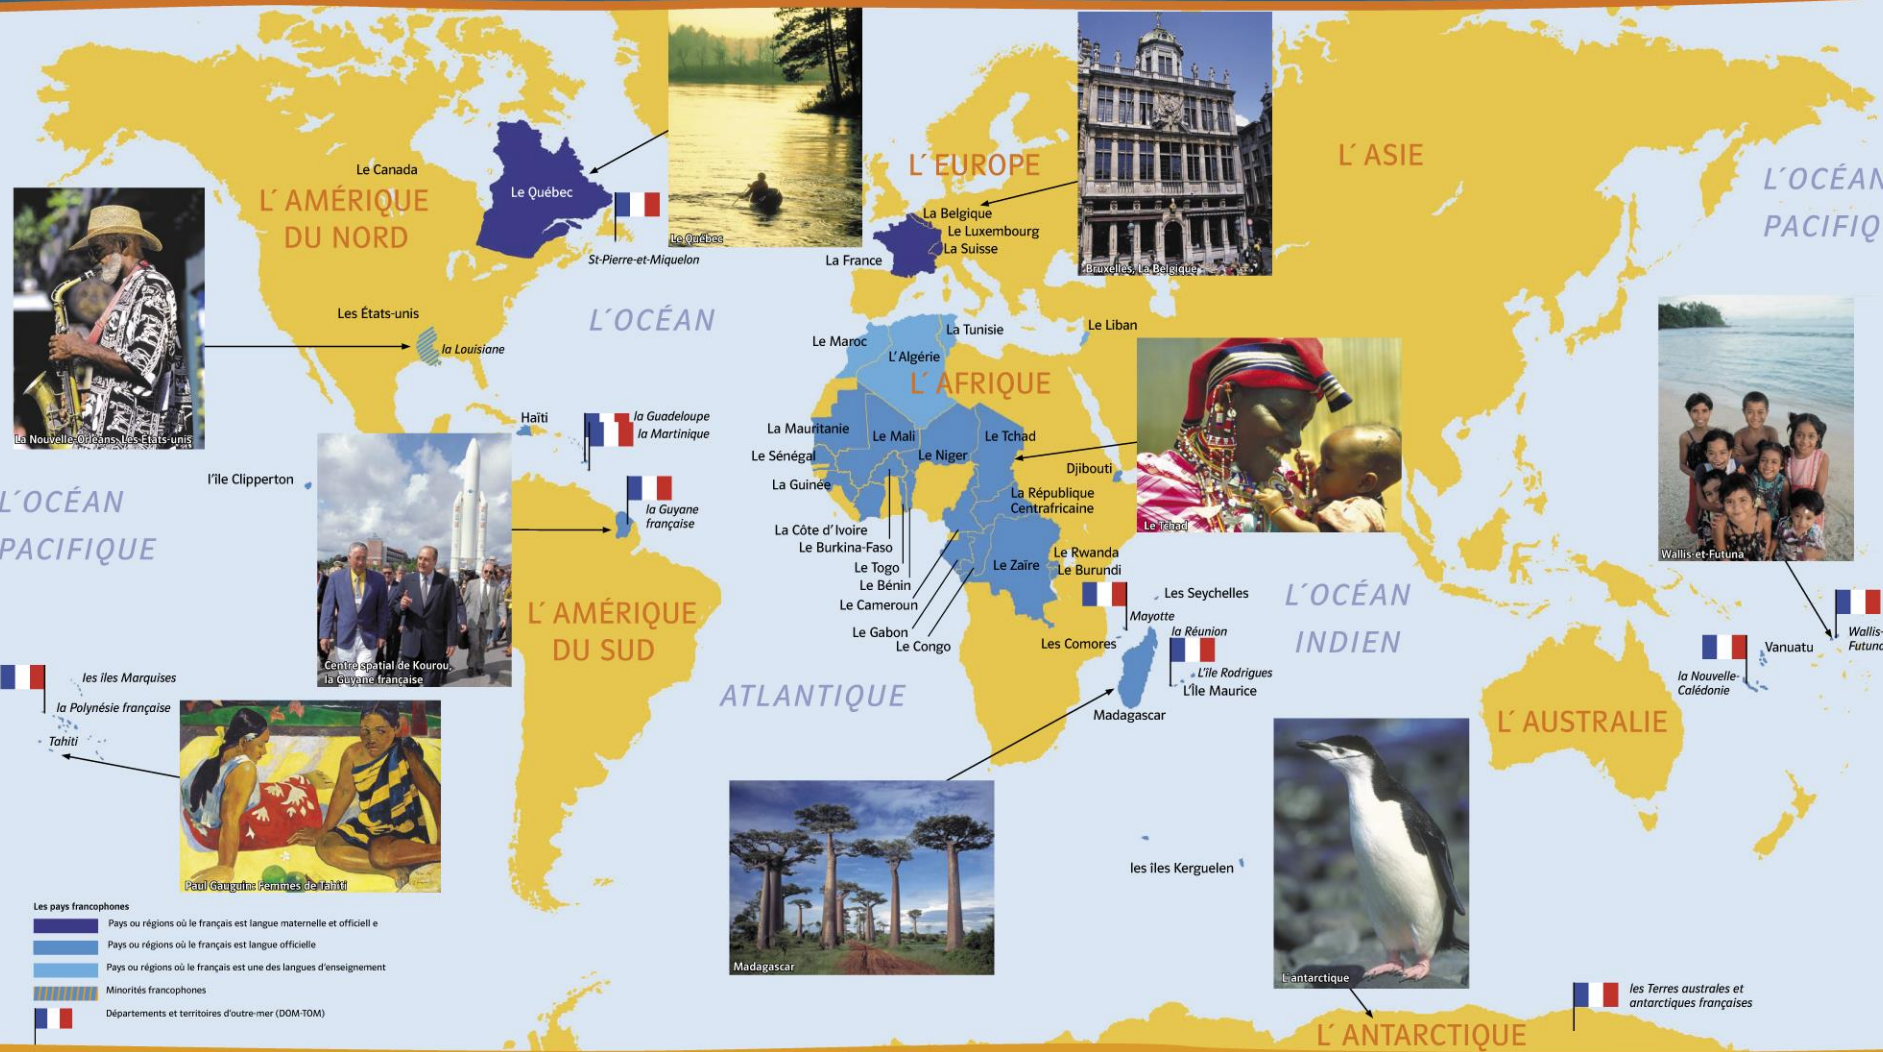 Le Canada
L´AMÉRIQUE
DU NORD
Le Québec
St-Pierre-et-Miquelon
Le Québec
L´EUROPE
La Belgique
Le Luxembourg
La Suisse
La France
Bruxelles, La Belgique
L´ASIE
L´OCÉAN
PACIFIQ
La Nouvelle-Orléans, Les États-unis
Les États-unis
la Louisiane
L´OCÉAN
ATLANTIQUE
Haïti
la Guadeloupe
la Martinique
l'île Clipperton
la Guyane
française
L´OCÉAN
PACIFIQUE
Centre spatial de Kourou,
la Guyane française
L´AMÉRIQUE
DU SUD
Le Maroc
L'Algérie
La Tunisie
Le Liban
L´AFRIQUE
La Mauritanie
Le Mali
Le Niger
Le Tchad
Le Sénégal
La Guinée
Djibouti
La République
Centrafricaine
La Côte d'Ivoire
Le Burkina-Faso
Le Togo
Le Bénin
Le Cameroun
Le Gabon
Le Congo
Le Zaïre
Le Rwanda
Le Burundi
Le Tchad
Les Seychelles
Mayotte
la Réunion
Les Comores
L'île Rodrigues
L'Île Maurice
Madagascar
L´OCÉAN
INDIEN
Wallis-et-Futuna
Wallis-
Futuna
Vanuatu
la Nouvelle-
Calédonie
L´AUSTRALIE
les îles Marquises
la Polynésie française
Tahiti
Paul Gauguin: Femmes de Tahiti
Madagascar
les îles Kerguelen
L'antarctique
les Terres australes et
antarctiques françaises
L´ANTARCTIQUE
Les pays francophones
Pays ou régions où le français est langue maternelle et officiell e
Pays ou régions où le français est langue officielle
Pays ou régions où le français est une des langues d'enseignement
Minorités francophones
Départements et territoires d'outre-mer (DOM-TOM)